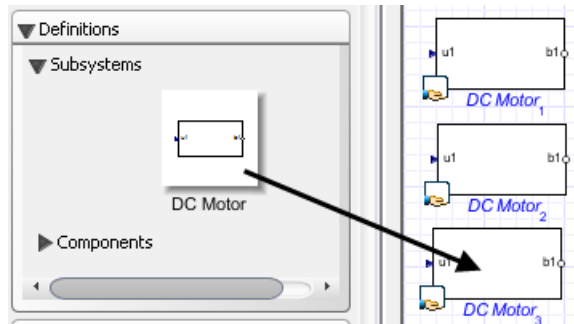 Definitions
Subsystems
DC Motor
Components
u1 b1
DC Motor1
u1 b1
DC Motor2
u1 b1
DC Motor3